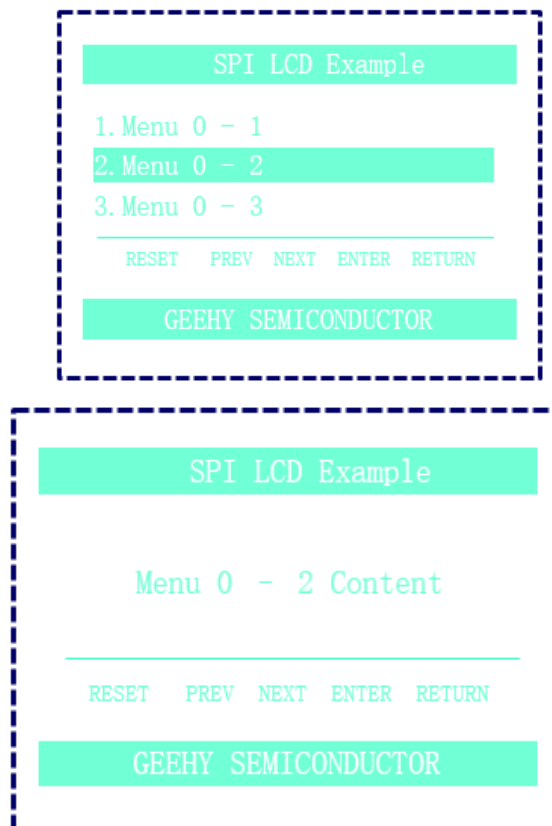 SPI LCD Example
1. Menu 0 - 1
2. Menu 0 - 2
3. Menu 0 - 3
RESET PREV NEXT ENTER RETURN
GEEHY SEMICONDUCTOR
SPI LCD Example
Menu 0 - 2 Content
RESET PREV NEXT ENTER RETURN
GEEHY SEMICONDUCTOR